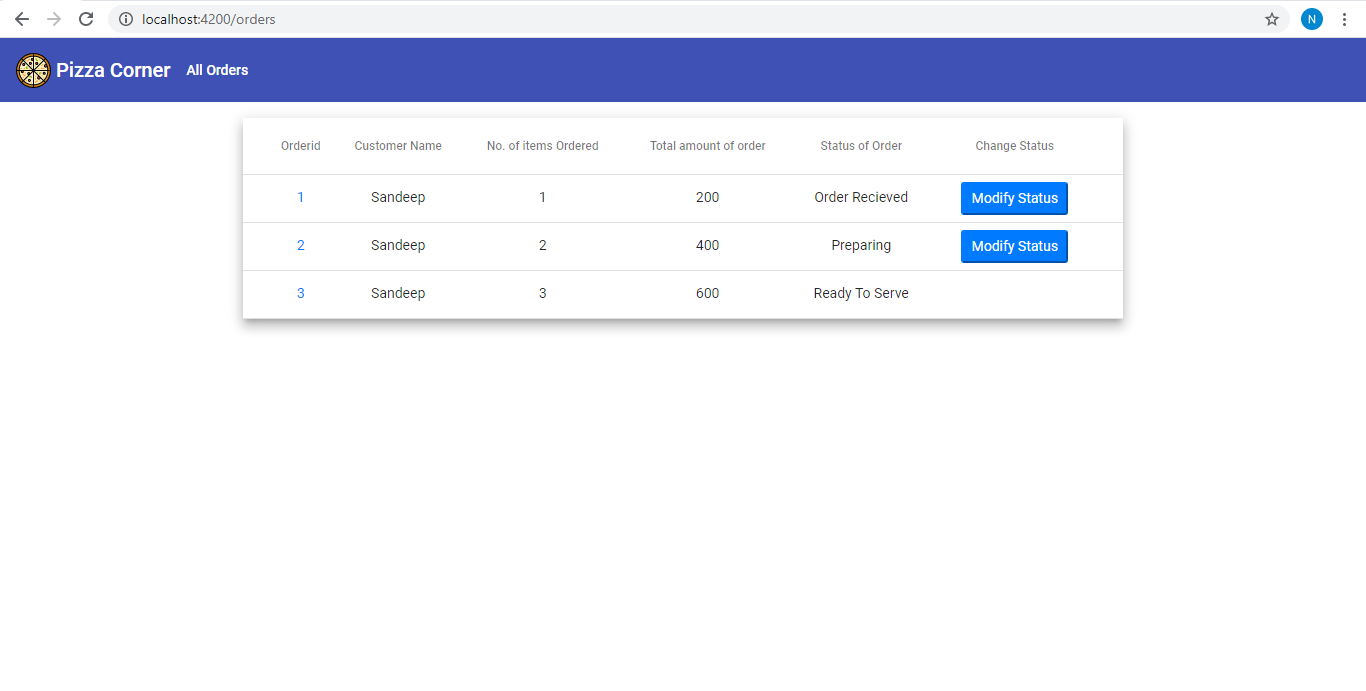 localhost:4200/orders
N
Pizza Corner All Orders
Orderid Customer Name No. of items Ordered Total amount of order Status of Order Change Status
1 Sandeep 1 200 Order Recieved Modify Status
2 Sandeep 2 400 Preparing Modify Status
3 Sandeep 3 600 Ready To Serve